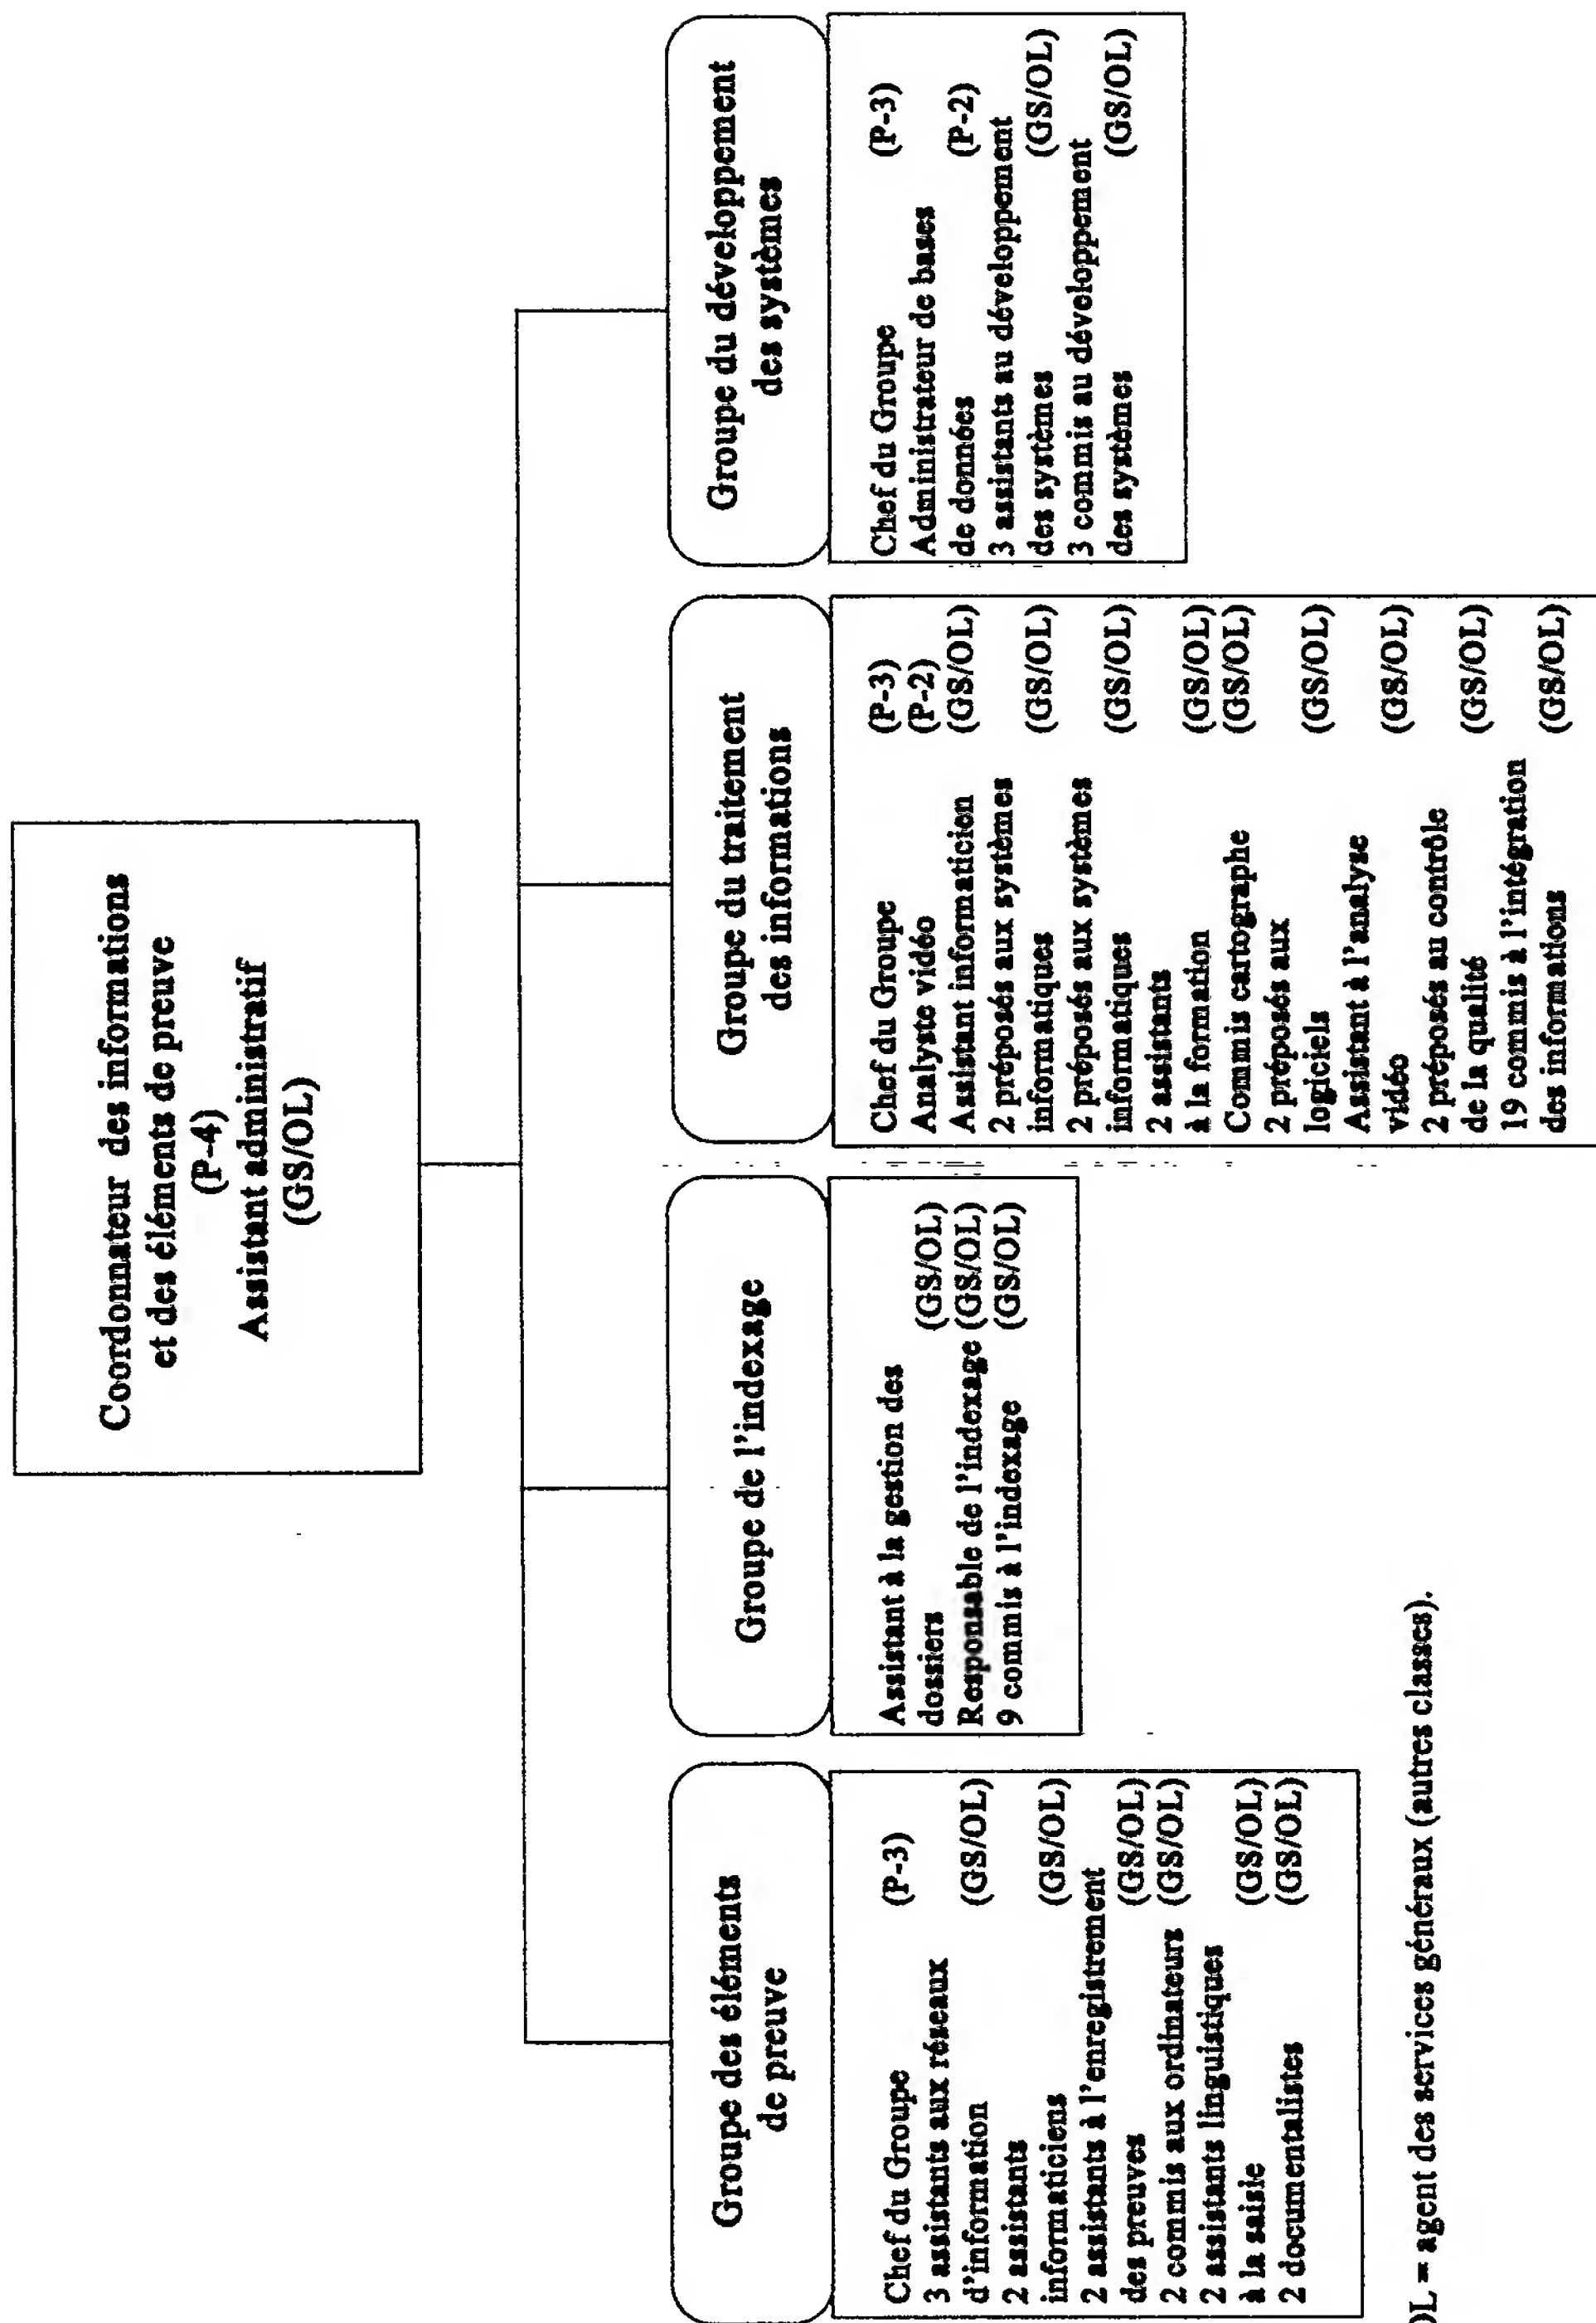 Coordonnateur des informations
et des éléments de preuve
(P-4)
Assistant administratif
(GS/OL)
Groupe des éléments
de preuve
Chef du Groupe (P-3)
3 assistants aux réseaux
d'information (GS/OL)
2 assistants
informaticiens (GS/OL)
2 assistants à l'enregistrement
des preuves (GS/OL)
2 commis aux ordinateurs (GS/OL)
2 assistants linguistiques
à la saisie (GS/OL)
2 documentalistes (GS/OL)
Groupe de l'indexage
Assistant à la gestion des
dossiers (GS/OL)
Responsable de l'indexage (GS/OL)
9 commis à l'indexage (GS/OL)
Groupe du traitement
des informations
Chef du Groupe (P-3)
Analyste vidéo (P-2)
Assistant informaticien (GS/OL)
2 préposés aux systèmes
informatiques (GS/OL)
2 préposés aux systèmes
informatiques (GS/OL)
2 assistants
à la formation (GS/OL)
Commis cartographe (GS/OL)
2 préposés aux
logiciels (GS/OL)
Assistant à l'analyse
vidéo (GS/OL)
2 préposés au contrôle
de la qualité (GS/OL)
19 commis à l'intégration
des informations (GS/OL)
Groupe du développement
des systèmes
Chef du Groupe (P-3)
Administrateur de bases
de données (P-2)
3 assistants au développement
des systèmes (GS/OL)
3 commis au développement
des systèmes (GS/OL)
OL = agent des services généraux (autres classes).